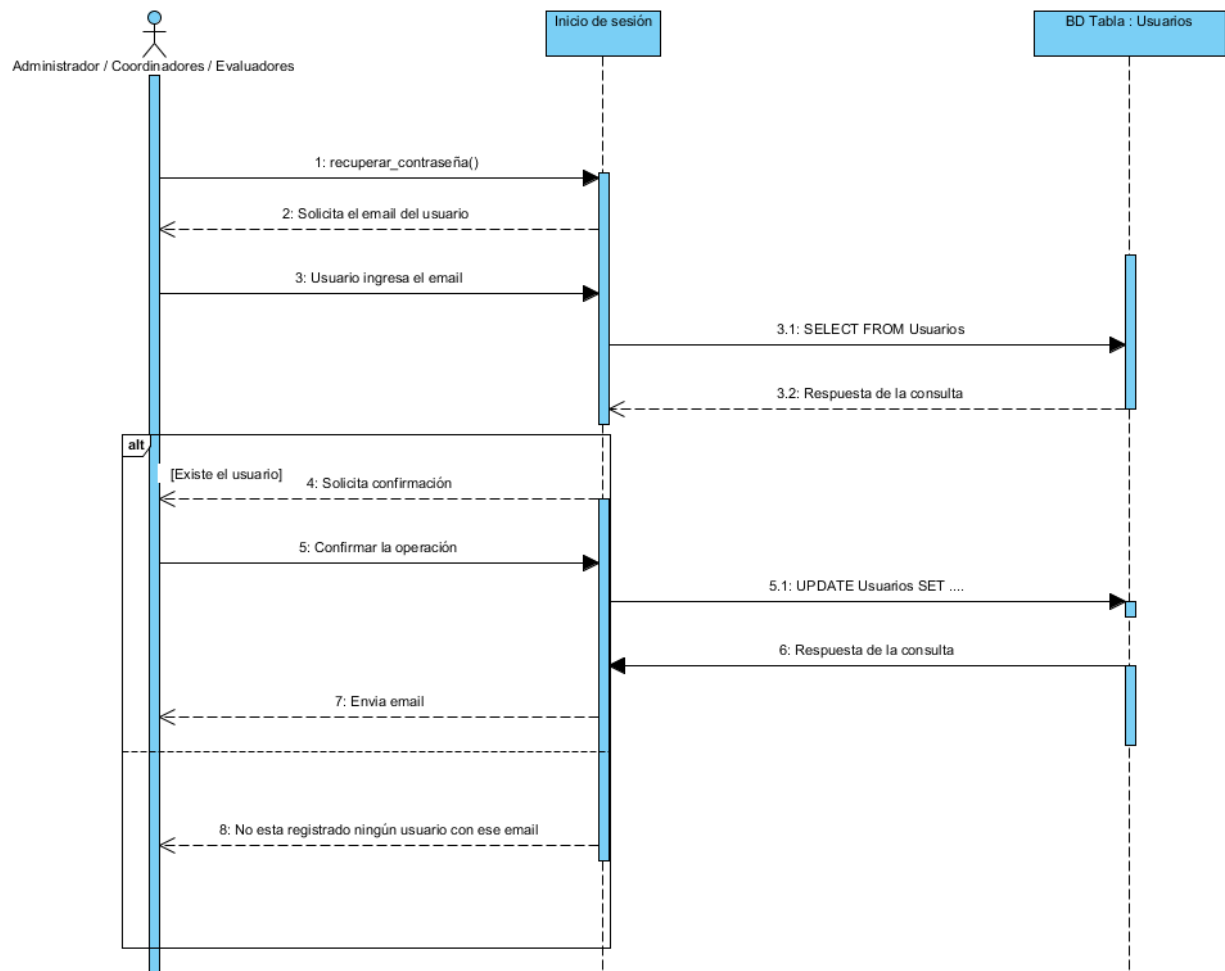 Inicio de sesión
BD Tabla : Usuarios
Administrador / Coordinadores / Evaluadores
1: recuperar_contraseña()
2: Solicita el email del usuario
3: Usuario ingresa el email
3.1: SELECT FROM Usuarios
3.2: Respuesta de la consulta
alt
[Existe el usuario]
4: Solicita confirmación
5: Confirmar la operación
5.1: UPDATE Usuarios SET ....
6: Respuesta de la consulta
7: Envia email
8: No esta registrado ningún usuario con ese email